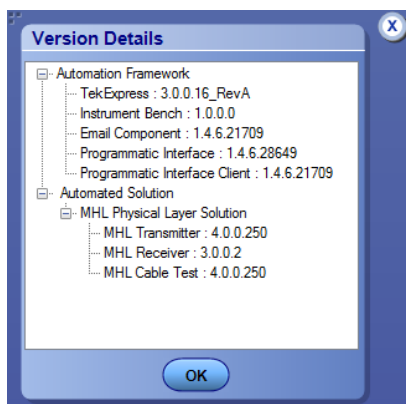 Version Details
X
Automation Framework
TekExpress : 3.0.0.16_RevA
Instrument Bench : 1.0.0.0
Email Component : 1.4.6.21709
Programmatic Interface : 1.4.6.28649
Programmatic Interface Client : 1.4.6.21709
Automated Solution
MHL Physical Layer Solution
MHL Transmitter : 4.0.0.250
MHL Receiver : 3.0.0.2
MHL Cable Test : 4.0.0.250
OK